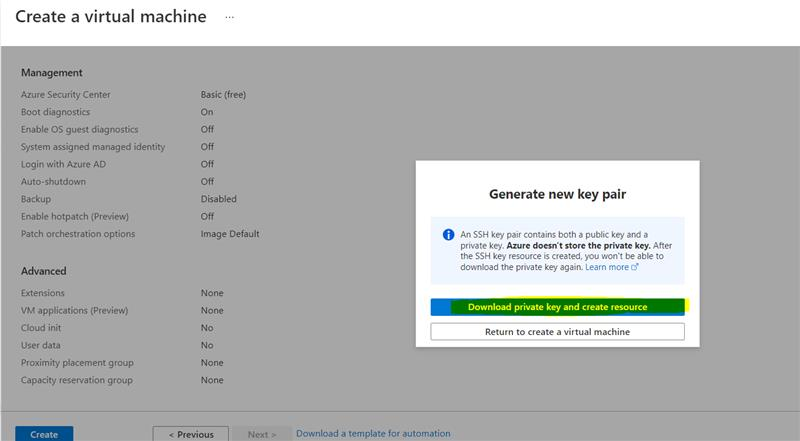 Create a virtual machine ...
Management
Azure Security Center Basic (free)
Boot diagnostics On
Enable OS guest diagnostics Off
System assigned managed identity Off
Login with Azure AD Off
Auto-shutdown Off
Backup Disabled
Enable hotpatch (Preview) Off
Patch orchestration options Image Default
Advanced
Extensions None
VM applications (Preview) None
Cloud init No
User data No
Proximity placement group None
Capacity reservation group None
Generate new key pair
An SSH key pair contains both a public key and a
private key. Azure doesn't store the private key. After
the SSH key resource is created, you won't be able to
download the private key again. Learn more
Download private key and create resource
Return to create a virtual machine
Create < Previous Next > Download a template for automation